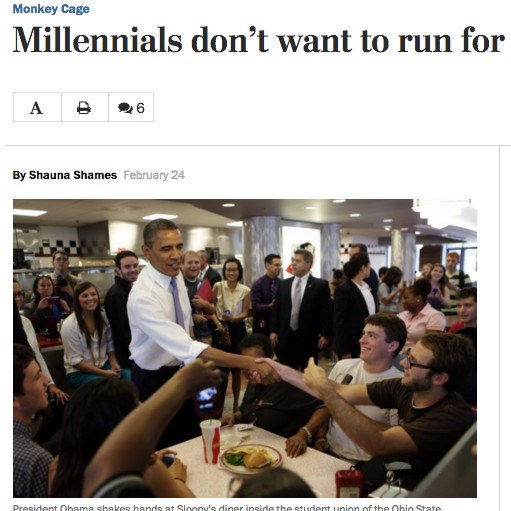 Monkey Cage
Millennials don’t want to run for
A 6
By Shauna Shames February 24
President Obama shakes hands at Sloopy's diner inside the student union of the Ohio State